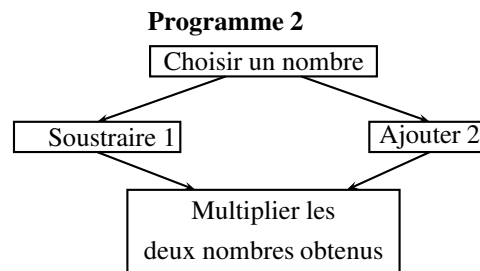 Programme 2
Choisir un nombre
Soustraire 1
Ajouter 2
Multiplier les
deux nombres obtenus